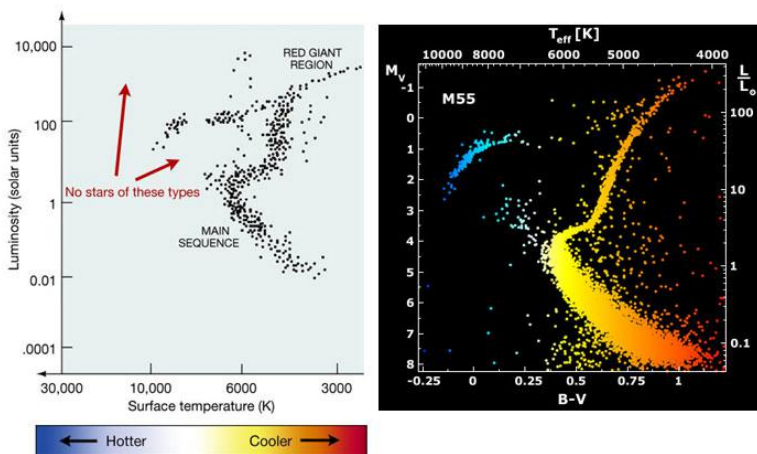 10,000
100
1
0.01
.0001
Luminosity (solar units)
RED GIANT
REGION
No stars of these types
MAIN
SEQUENCE
30,000 10,000 6000 3000
Surface temperature (K)
Hotter Cooler
T eff [K]
10000 8000 6000 5000 4000
M V
L
L o
M55
-1
0
1
2
3
4
5
6
7
8
100
10
1
0.1
-0.25 0 0.25 0.5 0.75 1
B-V